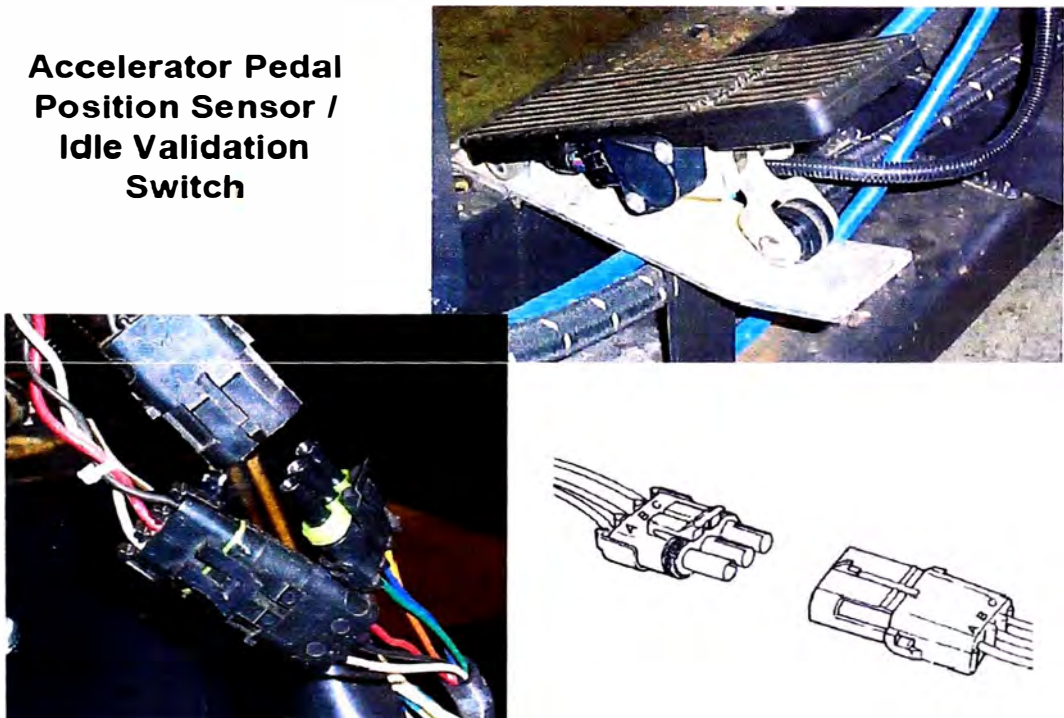 Accelerator Pedal
Position Sensor /
Idle Validation
Switch
A B C
A B C